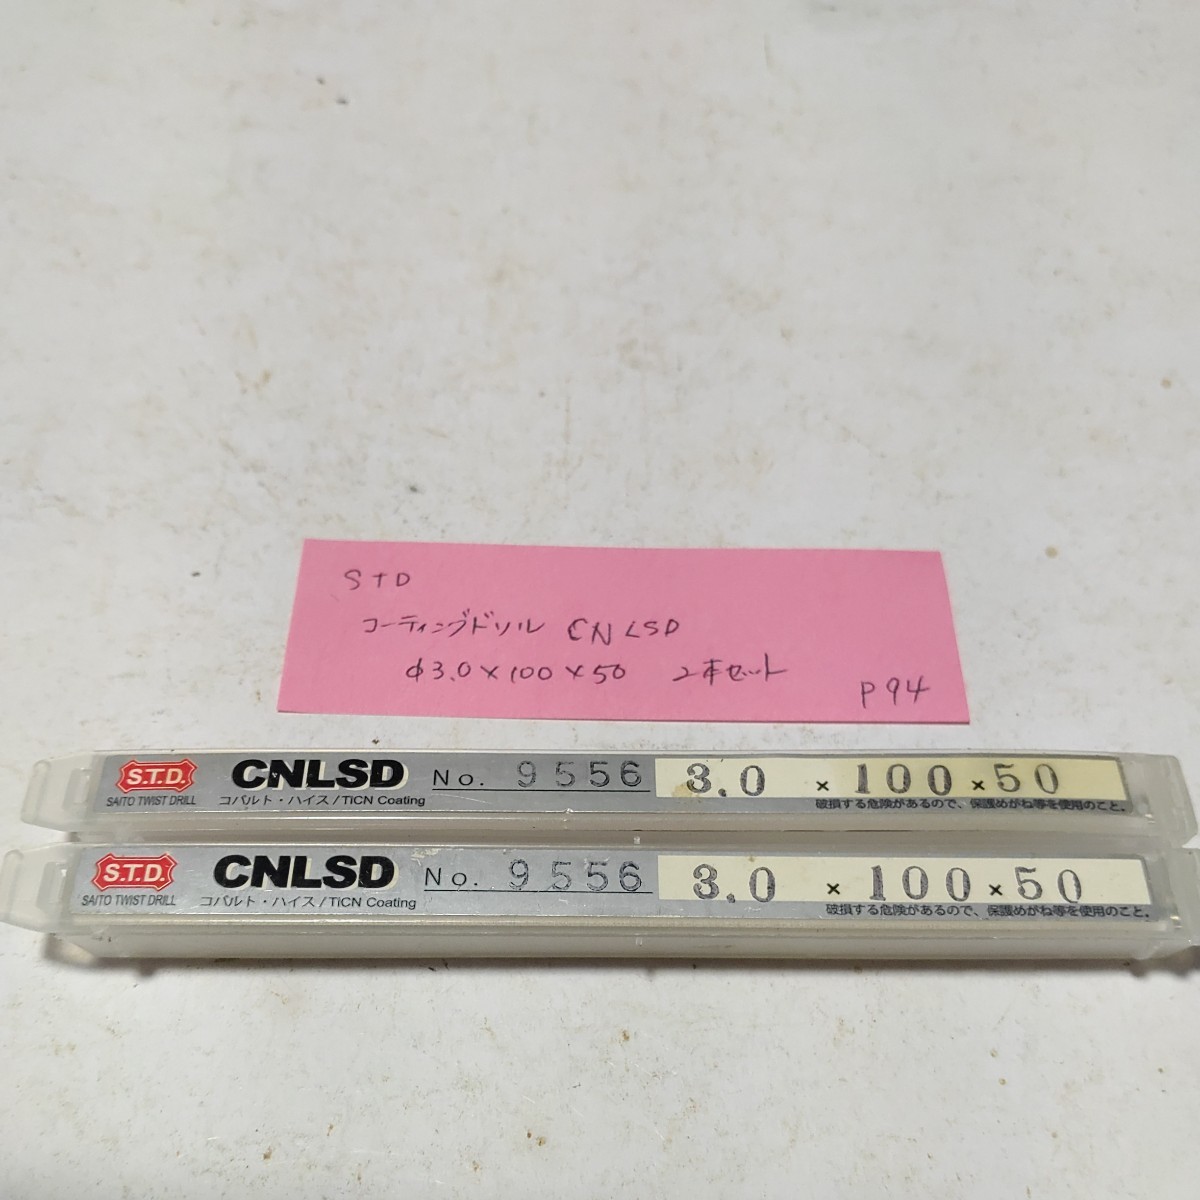 STD
コーティングドリル CNLSD
φ3.0×100×50 2本セット
P94
S.T.D. CNLSD No. 9556 3.0 × 100 × 50
SAITO TWIST DRILL コバルト・ハイス/TiCN Coating 破損する危険があるので、保護めがね等を使用のこと。
S.T.D. CNLSD No. 9556 3.0 × 100 × 50
SAITO TWIST DRILL コバルト・ハイス/TiCN Coating 破損する危険があるので、保護めがね等を使用のこと。